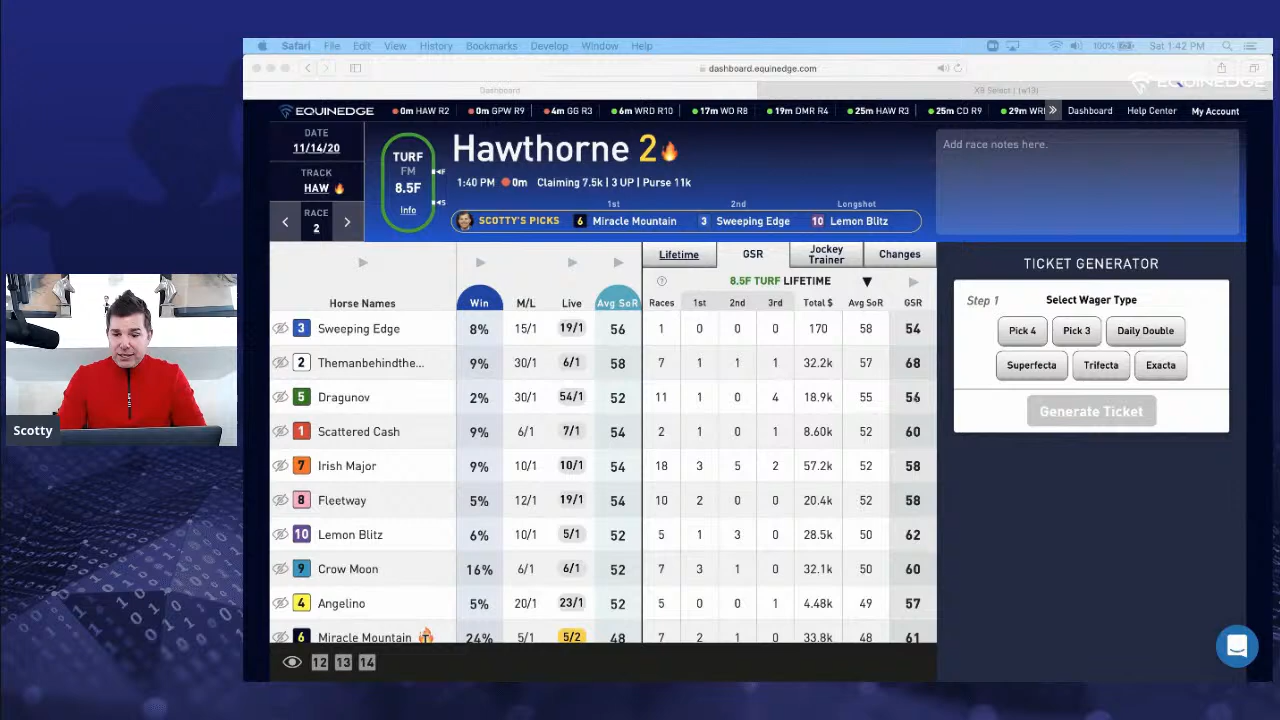 Safari File Edit View History Bookmarks Develop Window Help 100% Sat 1:42 PM
dashboard.equinedge.com
EQUINEDGE
Dashboard XB Select | (w13)
EQUINEDGE 0m HAW R2 0m GPW R9 4m GG R3 6m WRD R10 17m WO R8 19m DMR R4 25m HAW R3 25m CD R9 29m WRI Dashboard Help Center My Account
DATE
11/14/20
TRACK
HAW
RACE
2
TURF
FM
8.5F
Info
F
S
Hawthorne 2
1:40 PM 0m Claiming 7.5k | 3 UP | Purse 11k
1st 2nd Longshot
SCOTTY'S PICKS 6 Miracle Mountain 3 Sweeping Edge 10 Lemon Blitz
Add race notes here.
Lifetime GSR Jockey Trainer Changes
8.5F TURF LIFETIME
Horse Names Win M/L Live Avg SoR Races 1st 2nd 3rd Total $ Avg SoR GSR
3 Sweeping Edge 8% 15/1 19/1 56 1 0 0 0 170 58 54
2 Themanbehindthe... 9% 30/1 6/1 58 7 1 1 1 32.2k 57 68
5 Dragunov 2% 30/1 54/1 52 11 1 0 4 18.9k 55 56
1 Scattered Cash 9% 6/1 7/1 54 2 1 0 1 8.60k 52 60
7 Irish Major 9% 10/1 10/1 54 18 3 5 2 57.2k 52 58
8 Fleetway 5% 12/1 19/1 54 10 2 0 0 20.4k 52 58
10 Lemon Blitz 6% 10/1 5/1 52 5 1 3 0 28.5k 50 62
9 Crow Moon 16% 6/1 6/1 52 7 3 1 0 32.1k 50 60
4 Angelino 5% 20/1 23/1 52 5 0 0 1 4.48k 49 57
6 Miracle Mountain 24% 5/1 5/2 48 7 2 1 0 33.8k 48 61
12 13 14
TICKET GENERATOR
Step 1 Select Wager Type
Pick 4 Pick 3 Daily Double
Superfecta Trifecta Exacta
Generate Ticket
Scotty